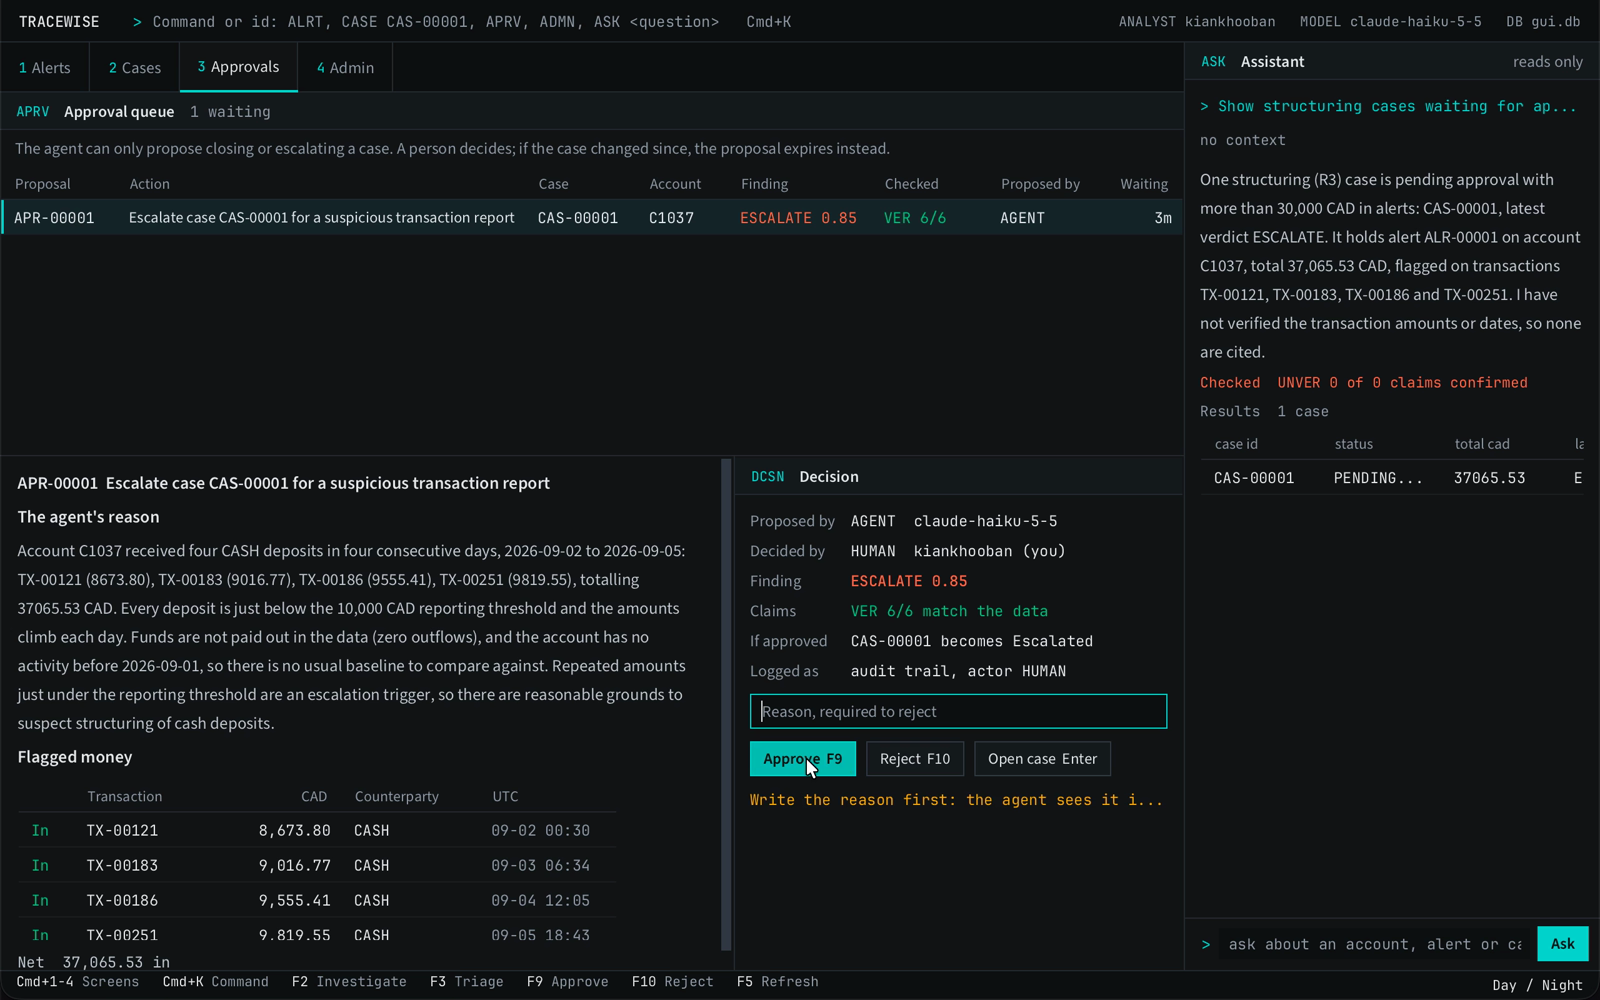 TRACEWISE > Command or id: ALRT, CASE CAS-00001, APRV, ADMN, ASK <question> Cmd+K ANALYST kiankhooban MODEL claude-haiku-5-5 DB gui.db
1 Alerts 2 Cases 3 Approvals 4 Admin
APRV Approval queue 1 waiting
The agent can only propose closing or escalating a case. A person decides; if the case changed since, the proposal expires instead.
Proposal Action Case Account Finding Checked Proposed by Waiting
APR-00001 Escalate case CAS-00001 for a suspicious transaction report CAS-00001 C1037 ESCALATE 0.85 VER 6/6 AGENT 3m
APR-00001 Escalate case CAS-00001 for a suspicious transaction report
The agent's reason
Account C1037 received four CASH deposits in four consecutive days, 2026-09-02 to 2026-09-05:
TX-00121 (8673.80), TX-00183 (9016.77), TX-00186 (9555.41), TX-00251 (9819.55), totalling
37065.53 CAD. Every deposit is just below the 10,000 CAD reporting threshold and the amounts
climb each day. Funds are not paid out in the data (zero outflows), and the account has no
activity before 2026-09-01, so there is no usual baseline to compare against. Repeated amounts
just under the reporting threshold are an escalation trigger, so there are reasonable grounds to
suspect structuring of cash deposits.
Flagged money
Transaction CAD Counterparty UTC
In TX-00121 8,673.80 CASH 09-02 00:30
In TX-00183 9,016.77 CASH 09-03 06:34
In TX-00186 9,555.41 CASH 09-04 12:05
In TX-00251 9,819.55 CASH 09-05 18:43
Net 37,065.53 in
DCSN Decision
Proposed by AGENT claude-haiku-5-5
Decided by HUMAN kiankhooban (you)
Finding ESCALATE 0.85
Claims VER 6/6 match the data
If approved CAS-00001 becomes Escalated
Logged as audit trail, actor HUMAN
Reason, required to reject
Approve F9 Reject F10 Open case Enter
Write the reason first: the agent sees it i...
ASK Assistant reads only
> Show structuring cases waiting for ap...
no context
One structuring (R3) case is pending approval with
more than 30,000 CAD in alerts: CAS-00001, latest
verdict ESCALATE. It holds alert ALR-00001 on account
C1037, total 37,065.53 CAD, flagged on transactions
TX-00121, TX-00183, TX-00186 and TX-00251. I have
not verified the transaction amounts or dates, so none
are cited.
Checked UNVER 0 of 0 claims confirmed
Results 1 case
case id status total cad la
CAS-00001 PENDING... 37065.53 E
> ask about an account, alert or ca Ask
Cmd+1-4 Screens Cmd+K Command F2 Investigate F3 Triage F9 Approve F10 Reject F5 Refresh Day / Night